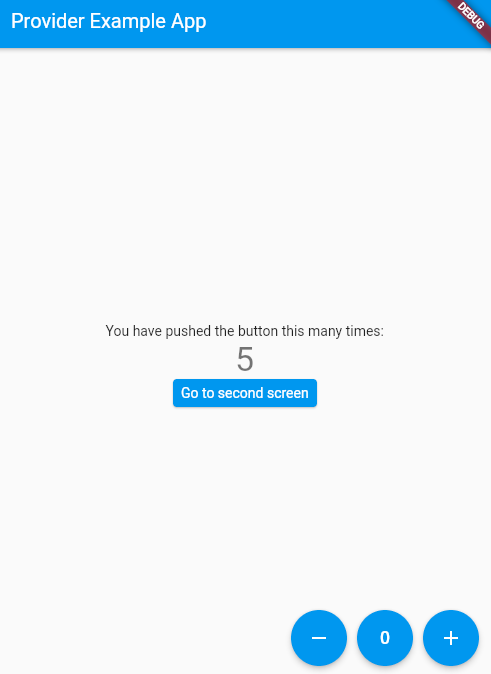 Provider Example App
DEBUG
You have pushed the button this many times:
5
Go to second screen
0